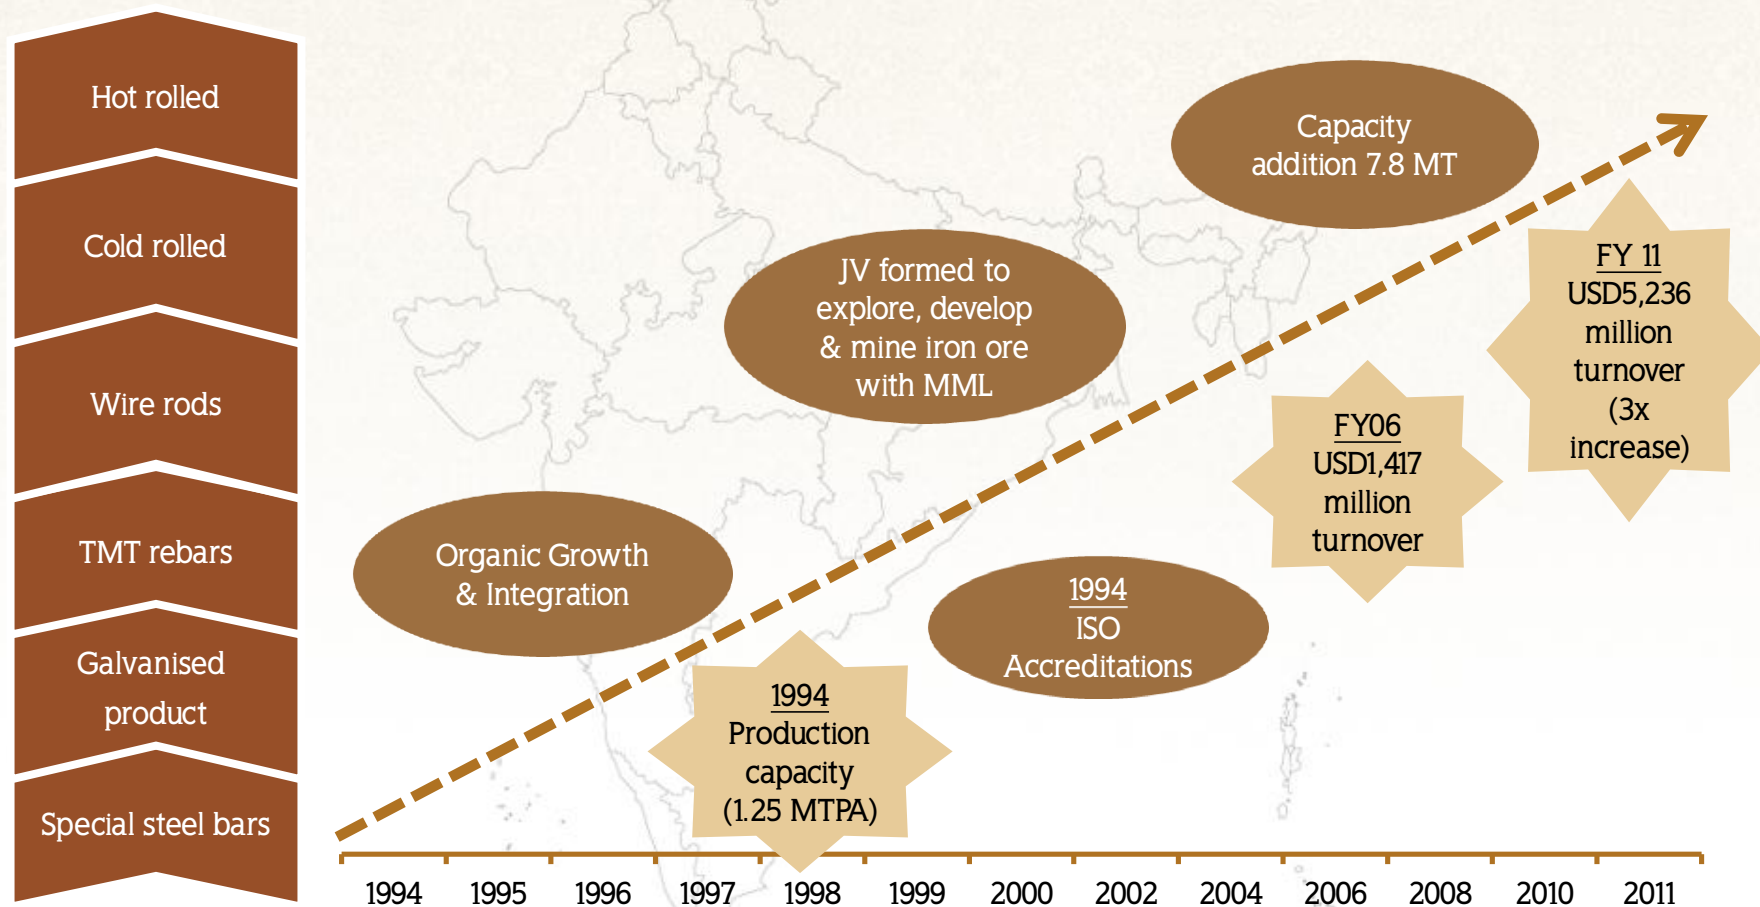 Hot rolled
Cold rolled
Wire rods
TMT rebars
Galvanised
product
Special steel bars
Organic Growth
& Integration
JV formed to
explore, develop
& mine iron ore
with MML
Capacity
addition 7.8 MT
1994
Production
capacity
(1.25 MTPA)
1994
ISO
Accreditations
FY06
USD1,417
million
turnover
FY 11
USD5,236
million
turnover
(3x
increase)
1994 1995 1996 1997 1998 1999 2000 2002 2004 2006 2008 2010 2011